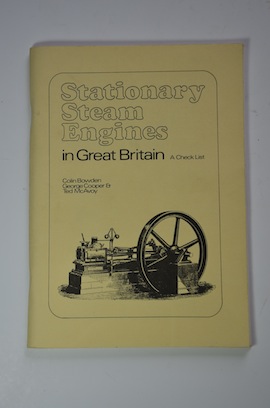 Stationary
Steam
Engines
in Great Britain A Check List
Colin Bowden
George Cooper &
Ted McAvoy